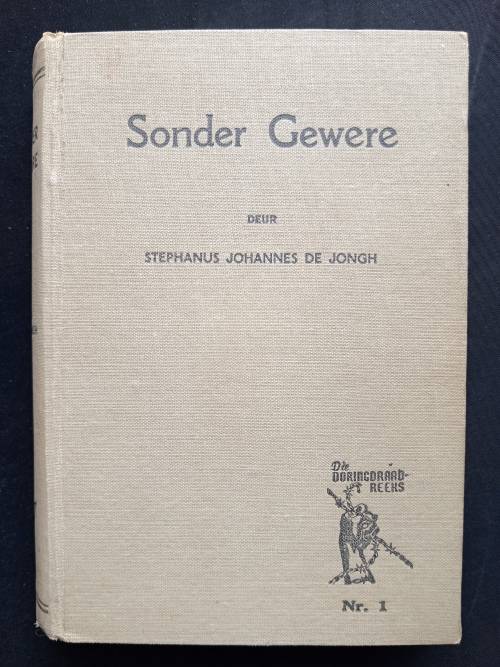 Sonder Gewere
DEUR
STEPHANUS JOHANNES DE JONGH
Die
DORINGDRAAD-
REEKS
Nr. 1